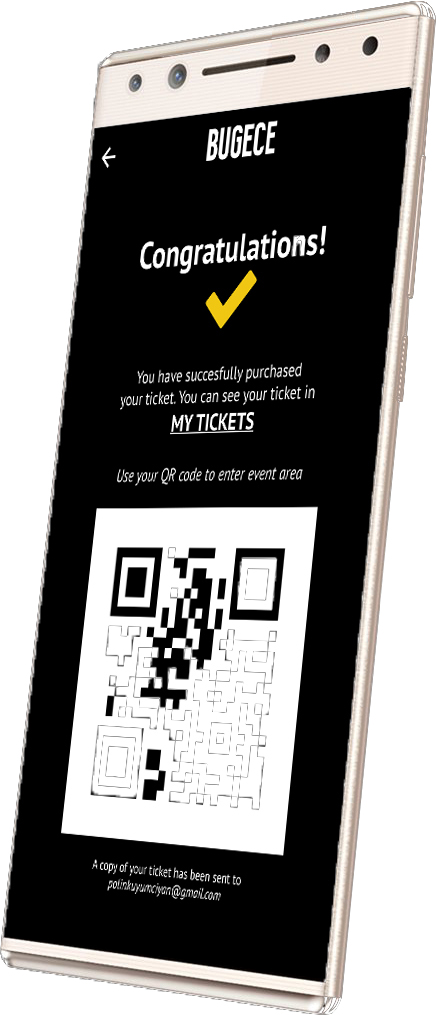 BUGECE
Congratulations!
You have succesfully purchased
your ticket. You can see your ticket in
MY TICKETS
Use your QR code to enter event area
A copy of your ticket has been sent to
polinkuyumciyan@gmail.com